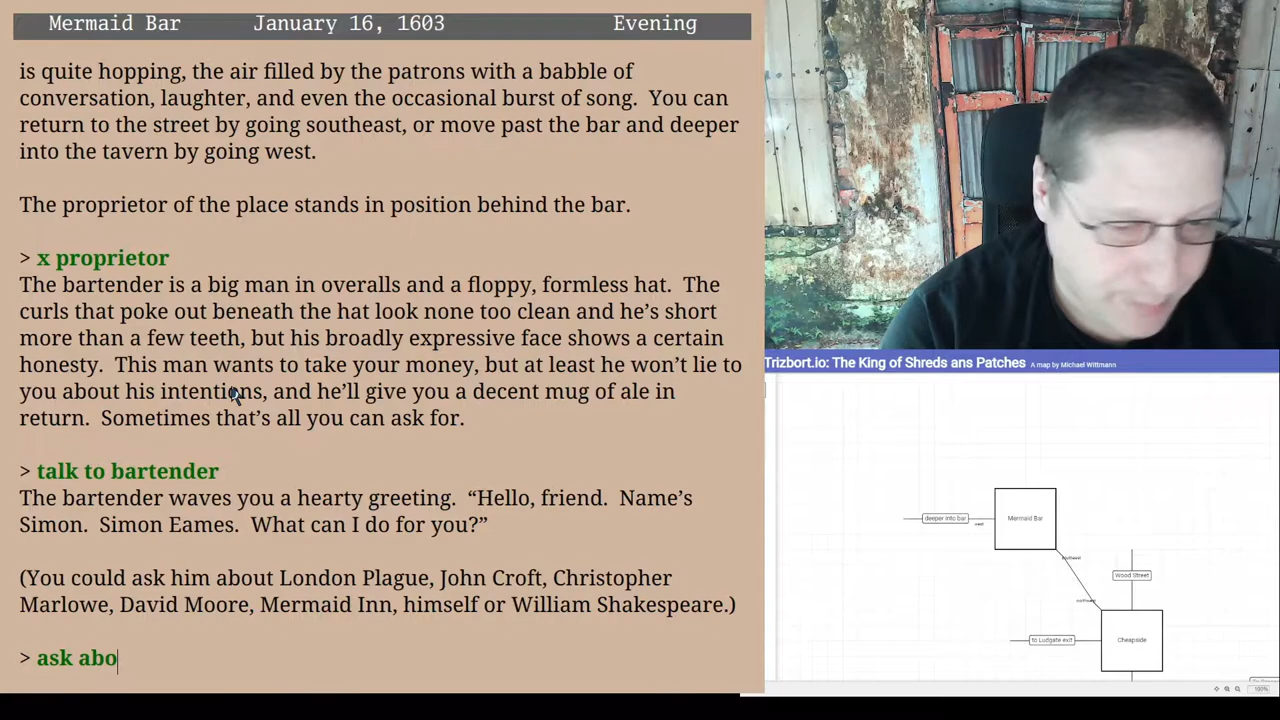 Mermaid Bar January 16, 1603 Evening
is quite hopping, the air filled by the patrons with a babble of
conversation, laughter, and even the occasional burst of song. You can
return to the street by going southeast, or move past the bar and deeper
into the tavern by going west.
The proprietor of the place stands in position behind the bar.
> x proprietor
The bartender is a big man in overalls and a floppy, formless hat. The
curls that poke out beneath the hat look none too clean and he’s short
more than a few teeth, but his broadly expressive face shows a certain
honesty. This man wants to take your money, but at least he won’t lie to
you about his intentions, and he’ll give you a decent mug of ale in
return. Sometimes that’s all you can ask for.
> talk to bartender
The bartender waves you a hearty greeting. “Hello, friend. Name’s
Simon. Simon Eames. What can I do for you?”
(You could ask him about London Plague, John Croft, Christopher
Marlowe, David Moore, Mermaid Inn, himself or William Shakespeare.)
> ask abo
Trizbort.io: The King of Shreds ans Patches A map by Michael Wittmann
deeper into bar
west
Mermaid Bar
southeast
Wood Street
northwest
to Ludgate exit
Cheapside
100%